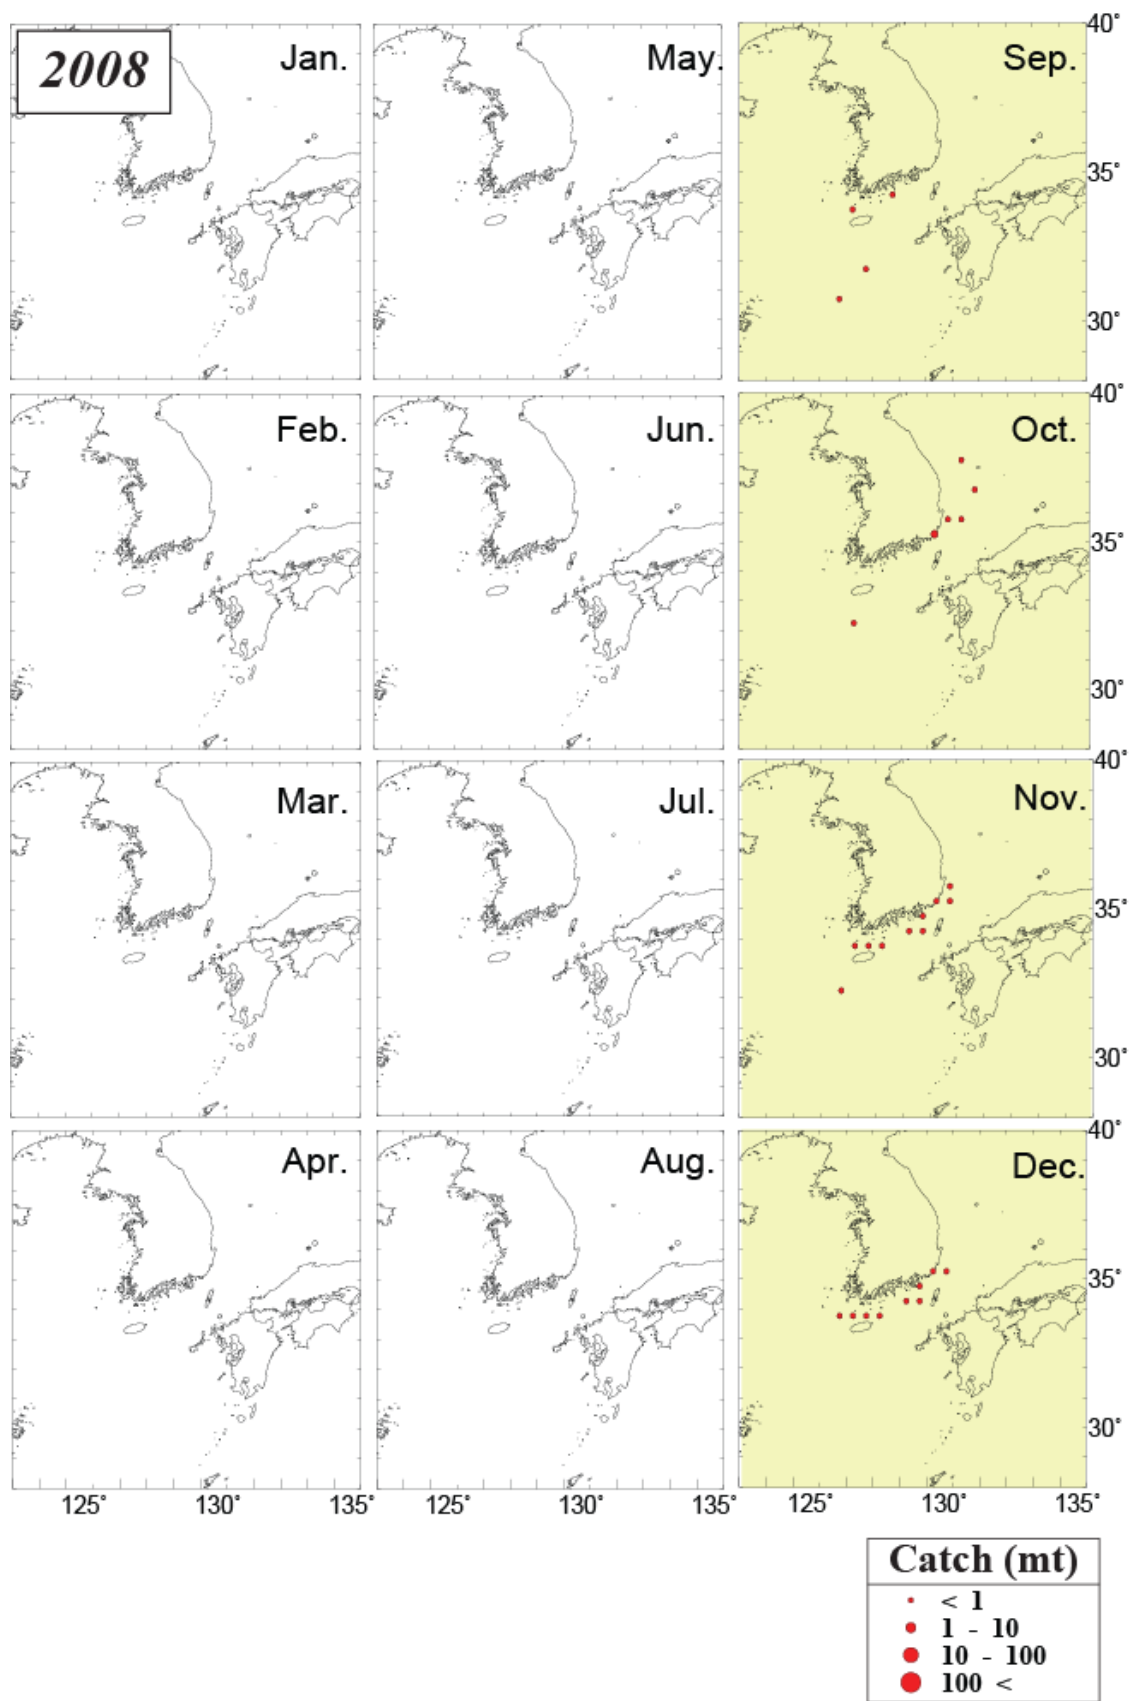 2008
Jan.
May.
Sep.
40°
35°
30°
Feb.
Jun.
Oct.
40°
35°
30°
Mar.
Jul.
Nov.
40°
35°
30°
Apr.
Aug.
Dec.
40°
35°
30°
125° 130° 135° 125° 130° 135° 125° 130° 135°
Catch (mt)
< 1
1 - 10
10 - 100
100 <